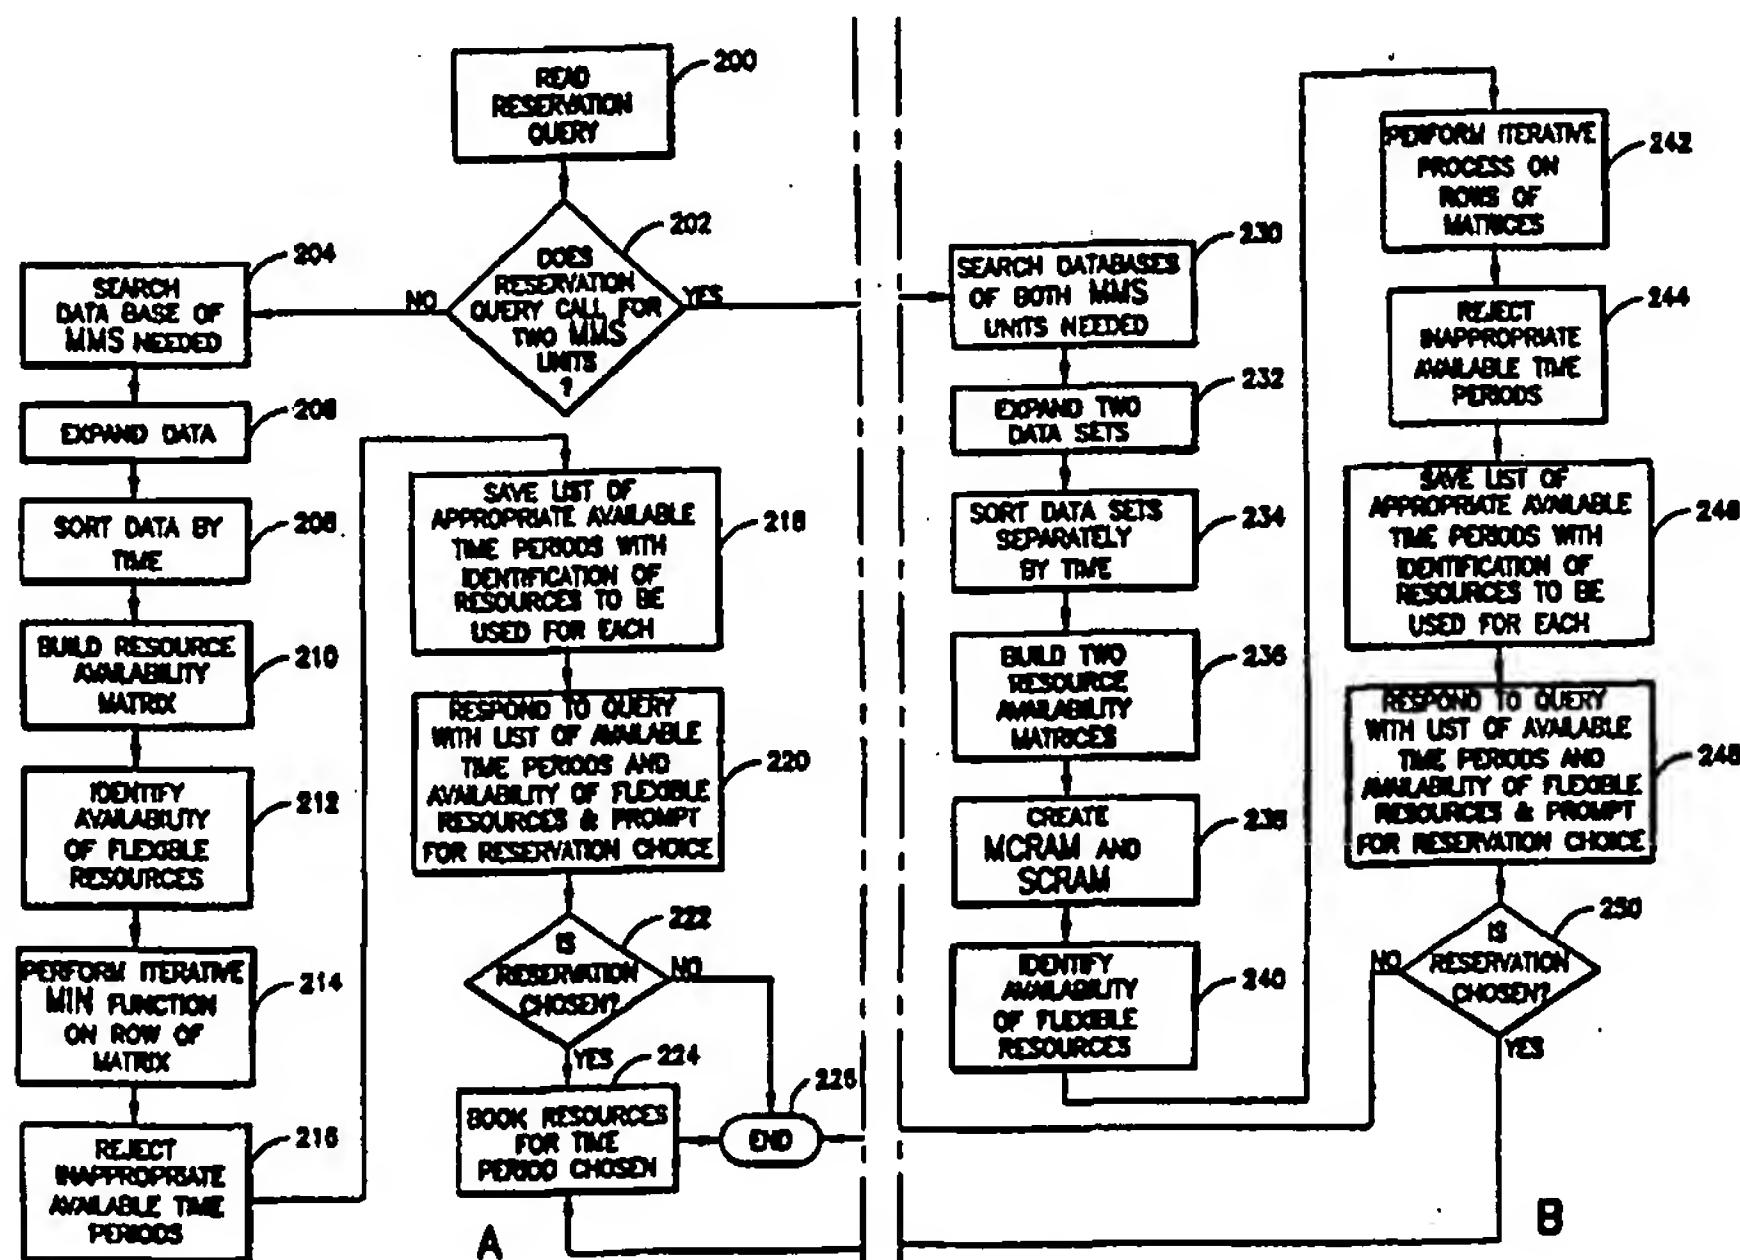 200
READ
RESERVATION
QUERY
202
DOES
RESERVATION
QUERY CALL FOR
TWO MMS
UNITS
?
NO
YES
204
SEARCH
DATA BASE OF
MMS NEEDED
EXPAND DATA
SORT DATA BY
TIME
210
BUILD RESOURCE
AVAILABILITY
MATRIX
212
IDENTIFY
AVAILABILITY
OF FLEXIBLE
RESOURCES
214
PERFORM ITERATIVE
MIN FUNCTION
ON ROW OF
MATRIX
216
REJECT
INAPPROPRIATE
AVAILABLE TIME
PERIODS
SAVE LIST OF
APPROPRIATE AVAILABLE
TIME PERIODS WITH
IDENTIFICATION OF
RESOURCES TO BE
USED FOR EACH
220
RESPOND TO QUERY
WITH LIST OF AVAILABLE
TIME PERIODS AND
AVAILABILITY OF FLEXIBLE
RESOURCES & PROMPT
FOR RESERVATION CHOICE
222
IS
RESERVATION
CHOSEN?
NO
YES
224
BOOK RESOURCES
FOR TIME
PERIOD CHOSEN
END
A
230
SEARCH DATABASES
OF BOTH MMS
UNITS NEEDED
232
EXPAND TWO
DATA SETS
234
SORT DATA SETS
SEPARATELY
BY TIME
236
BUILD TWO
RESOURCE
AVAILABILITY
MATRICES
CREATE
MCRAM AND
SCRAM
240
IDENTIFY
AVAILABILITY
OF FLEXIBLE
RESOURCES
242
PERFORM ITERATIVE
PROCESS ON
ROWS OF
MATRICES
244
REJECT
INAPPROPRIATE
AVAILABLE TIME
PERIODS
SAVE LIST OF
APPROPRIATE AVAILABLE
TIME PERIODS WITH
IDENTIFICATION OF
RESOURCES TO BE
USED FOR EACH
RESPOND TO QUERY
WITH LIST OF AVAILABLE
TIME PERIODS AND
AVAILABILITY OF FLEXIBLE
RESOURCES & PROMPT
FOR RESERVATION CHOICE
250
IS
RESERVATION
CHOSEN?
NO
YES
B